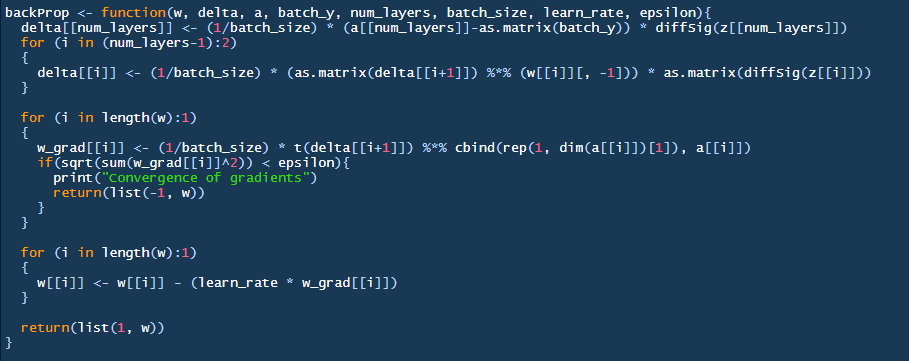 backProp <- function(w, delta, a, batch_y, num_layers, batch_size, learn_rate, epsilon){
  delta[[num_layers]] <- (1/batch_size) * (a[[num_layers]]-as.matrix(batch_y)) * diffSig(z[[num_layers]])
  for (i in (num_layers-1):2)
  {
    delta[[i]] <- (1/batch_size) * (as.matrix(delta[[i+1]]) %*% (w[[i]][, -1])) * as.matrix(diffSig(z[[i]]))
  }

  for (i in length(w):1)
  {
    w_grad[[i]] <- (1/batch_size) * t(delta[[i+1]]) %*% cbind(rep(1, dim(a[[i]])[1]), a[[i]])
    if(sqrt(sum(w_grad[[i]]^2)) < epsilon){
      print("Convergence of gradients")
      return(list(-1, w))
    }
  }

  for (i in length(w):1)
  {
    w[[i]] <- w[[i]] - (learn_rate * w_grad[[i]])
  }

  return(list(1, w))
}